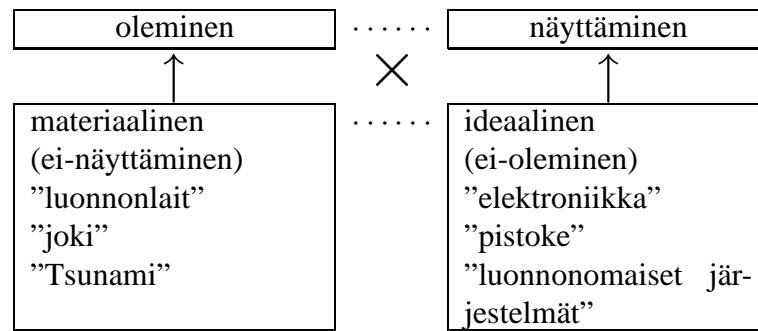 oleminen ...... näyttäminen
materiaalinen
(ei-näyttäminen)
”luonnonlait”
”joki”
”Tsunami”
......
ideaalinen
(ei-oleminen)
”elektroniikka”
”pistoke”
”luonnonomaiset jär-
jestelmät”